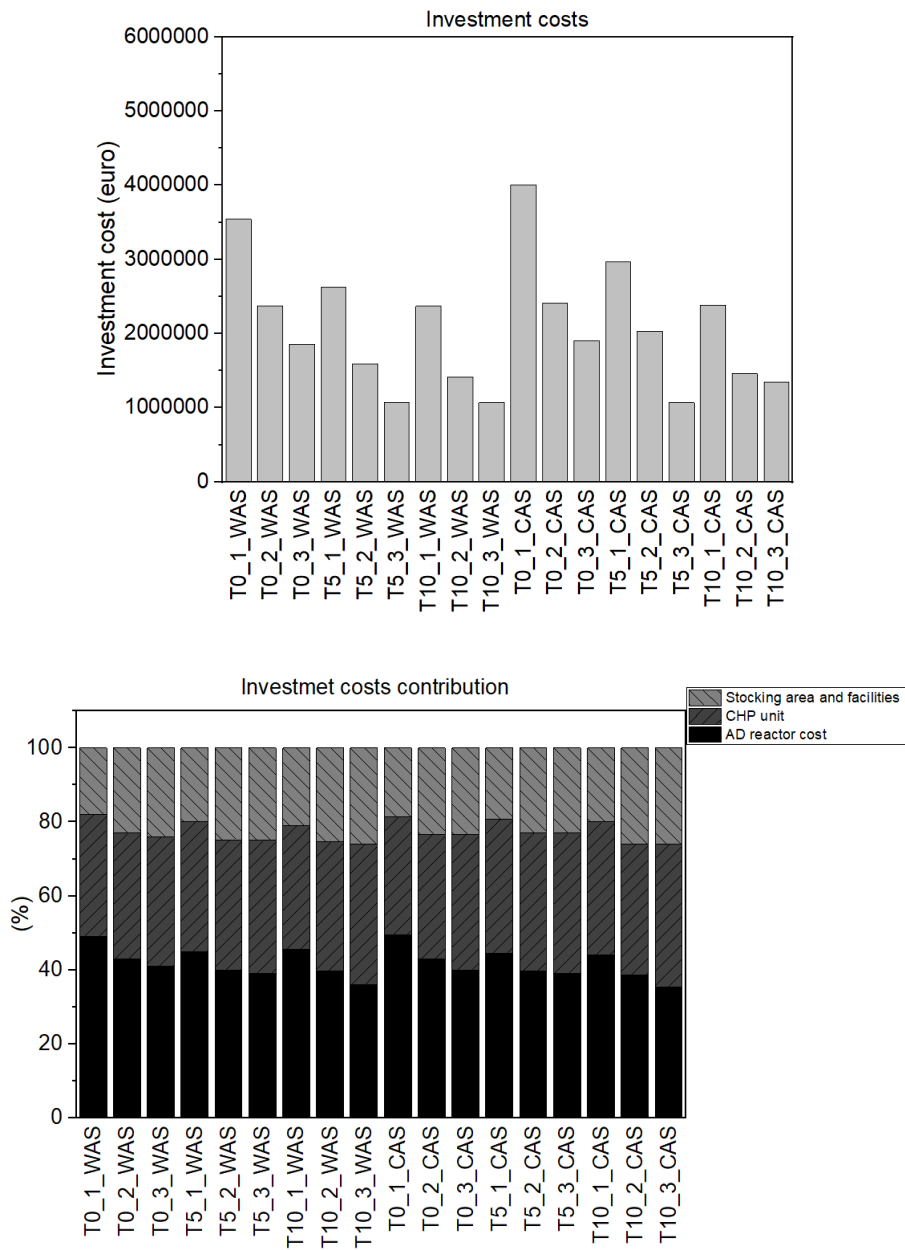 Investment costs
Investment cost (euro)
6000000
5000000
4000000
3000000
2000000
1000000
0
T0_1_WAS
T0_2_WAS
T0_3_WAS
T5_1_WAS
T5_2_WAS
T5_3_WAS
T10_1_WAS
T10_2_WAS
T10_3_WAS
T0_1_CAS
T0_2_CAS
T0_3_CAS
T5_1_CAS
T5_2_CAS
T5_3_CAS
T10_1_CAS
T10_2_CAS
T10_3_CAS
Investmet costs contribution
Stocking area and facilities
CHP unit
AD reactor cost
(%)
100
80
60
40
20
0
T0_1_WAS
T0_2_WAS
T0_3_WAS
T5_1_WAS
T5_2_WAS
T5_3_WAS
T10_1_WAS
T10_2_WAS
T10_3_WAS
T0_1_CAS
T0_2_CAS
T0_3_CAS
T5_1_CAS
T5_2_CAS
T5_3_CAS
T10_1_CAS
T10_2_CAS
T10_3_CAS